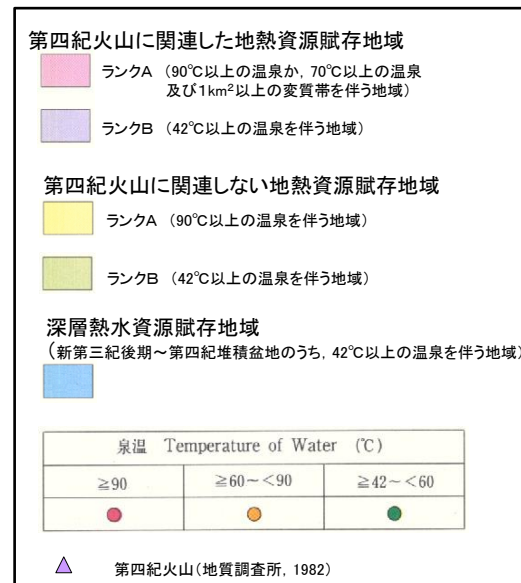 第四紀火山に関連した地熱資源賦存地域
ランクA (90℃以上の温泉か, 70℃以上の温泉
及び1km²以上の変質帯を伴う地域)
ランクB (42℃以上の温泉を伴う地域)
第四紀火山に関連しない地熱資源賦存地域
ランクA (90℃以上の温泉を伴う地域)
ランクB (42℃以上の温泉を伴う地域)
深層熱水資源賦存地域
(新第三紀後期～第四紀堆積盆地のうち, 42℃以上の温泉を伴う地域)
泉温 Temperature of Water (℃)
≧90 ≧60～<90 ≧42～<60
第四紀火山(地質調査所, 1982)